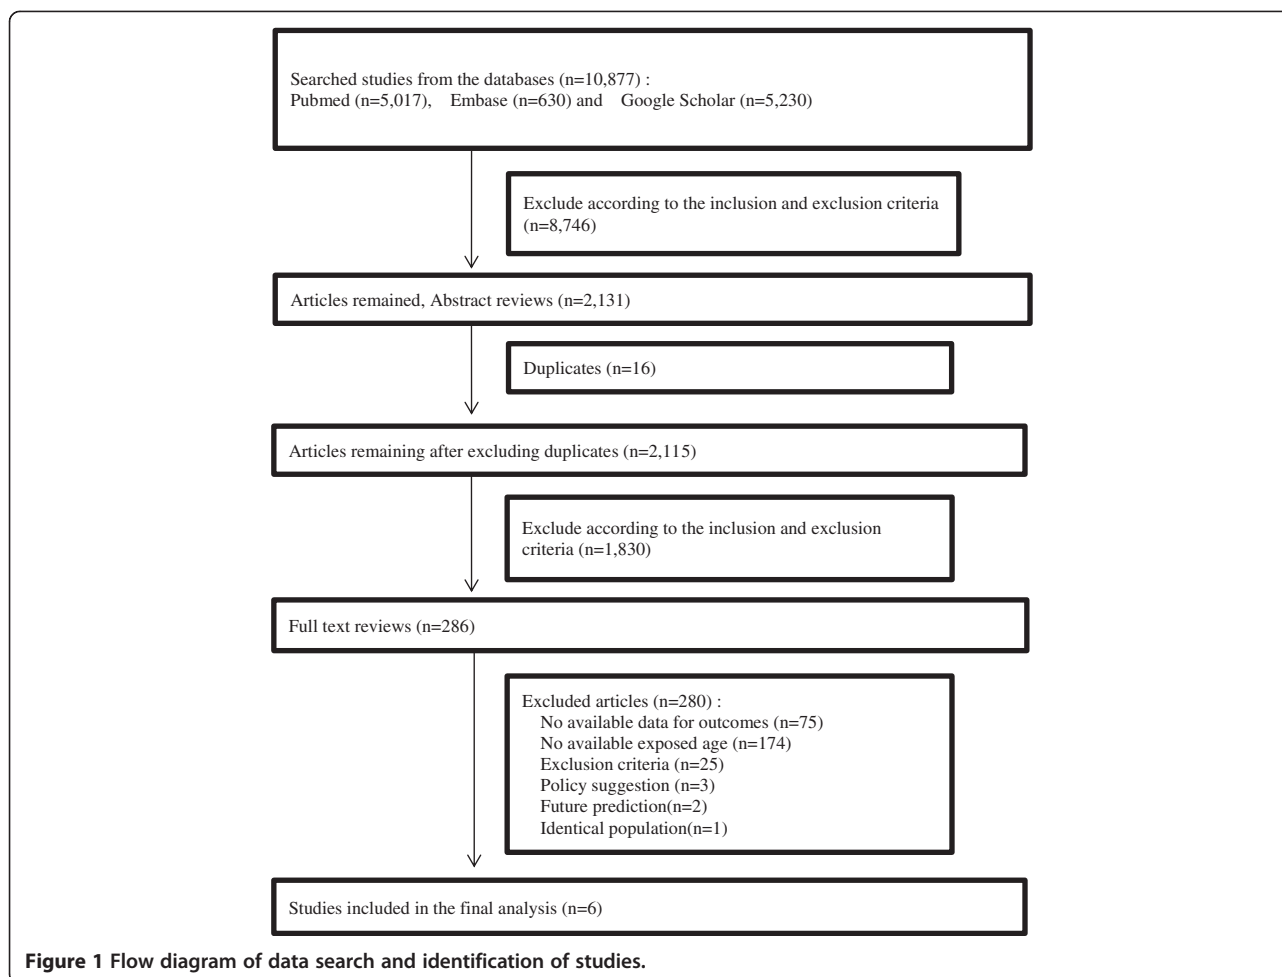 Searched studies from the databases (n=10,877) :
Pubmed (n=5,017), Embase (n=630) and Google Scholar (n=5,230)
Exclude according to the inclusion and exclusion criteria
(n=8,746)
Articles remained, Abstract reviews (n=2,131)
Duplicates (n=16)
Articles remaining after excluding duplicates (n=2,115)
Exclude according to the inclusion and exclusion
criteria (n=1,830)
Full text reviews (n=286)
Excluded articles (n=280) :
No available data for outcomes (n=75)
No available exposed age (n=174)
Exclusion criteria (n=25)
Policy suggestion (n=3)
Future prediction(n=2)
Identical population(n=1)
Studies included in the final analysis (n=6)
Figure 1 Flow diagram of data search and identification of studies.